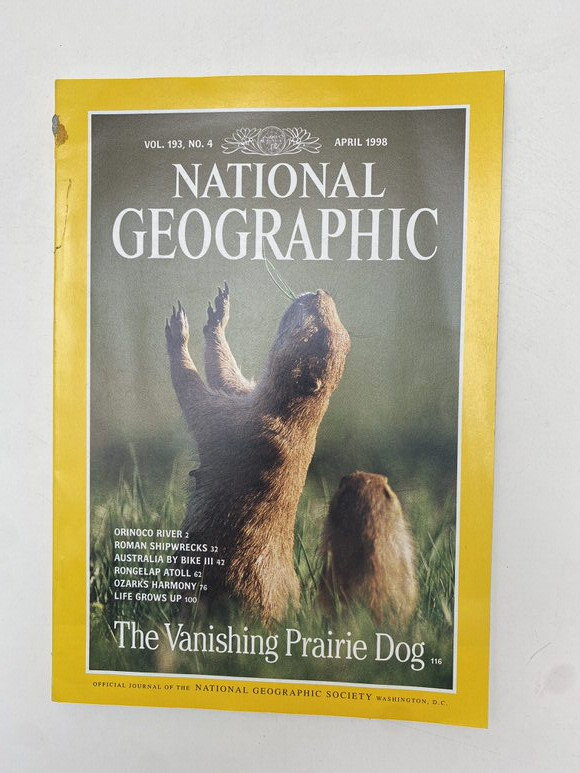 VOL. 193, NO. 4 APRIL 1998
NATIONAL
GEOGRAPHIC
ORINOCO RIVER 2
ROMAN SHIPWRECKS 32
AUSTRALIA BY BIKE III 42
RONGELAP ATOLL 62
OZARKS HARMONY 76
LIFE GROWS UP 100
The Vanishing Prairie Dog 116
OFFICIAL JOURNAL OF THE NATIONAL GEOGRAPHIC SOCIETY WASHINGTON, D.C.